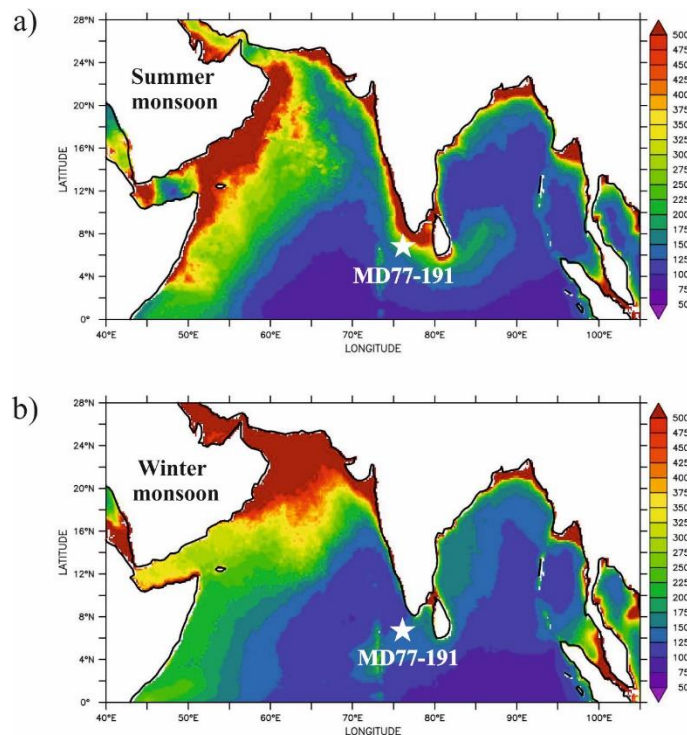 a)
28°N
24°N
20°N
16°N
12°N
8°N
4°N
0°
LATITUDE
Summer
monsoon
MD77-191
40°E 50°E 60°E 70°E 80°E 90°E 100°E
LONGITUDE
500
475
450
425
400
375
350
325
300
275
250
225
200
175
150
125
100
75
50
b)
28°N
24°N
20°N
16°N
12°N
8°N
4°N
0°
LATITUDE
Winter
monsoon
MD77-191
40°E 50°E 60°E 70°E 80°E 90°E 100°E
LONGITUDE
500
475
450
425
400
375
350
325
300
275
250
225
200
175
150
125
100
75
50